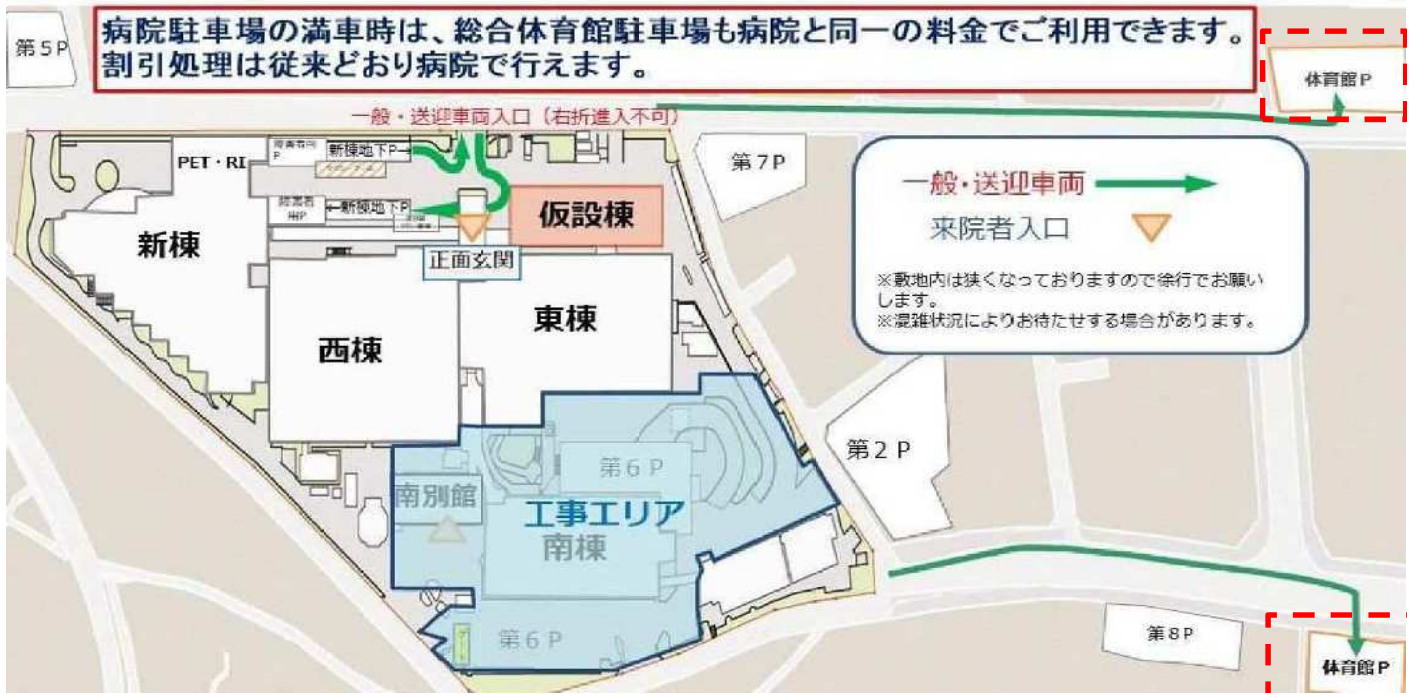 病院駐車場の満車時は、総合体育館駐車場も病院と同一の料金でご利用できます。
割引処理は従来どおり病院で行えます。
第5P
体育館P
一般・送迎車両入口（右折進入不可）
PET・RI
障害者用
P
新棟地下P→
第7P
一般・送迎車両
来院者入口
※敷地内は狭くなっておりますので徐行でお願い
します。
※混雑状況によりお待たせする場合があります。
障害者
用P
←新棟地下P
仮設棟
新棟
正面玄関
東棟
西棟
第2P
第6P
南別館
工事エリア
南棟
第6P
第8P
体育館P